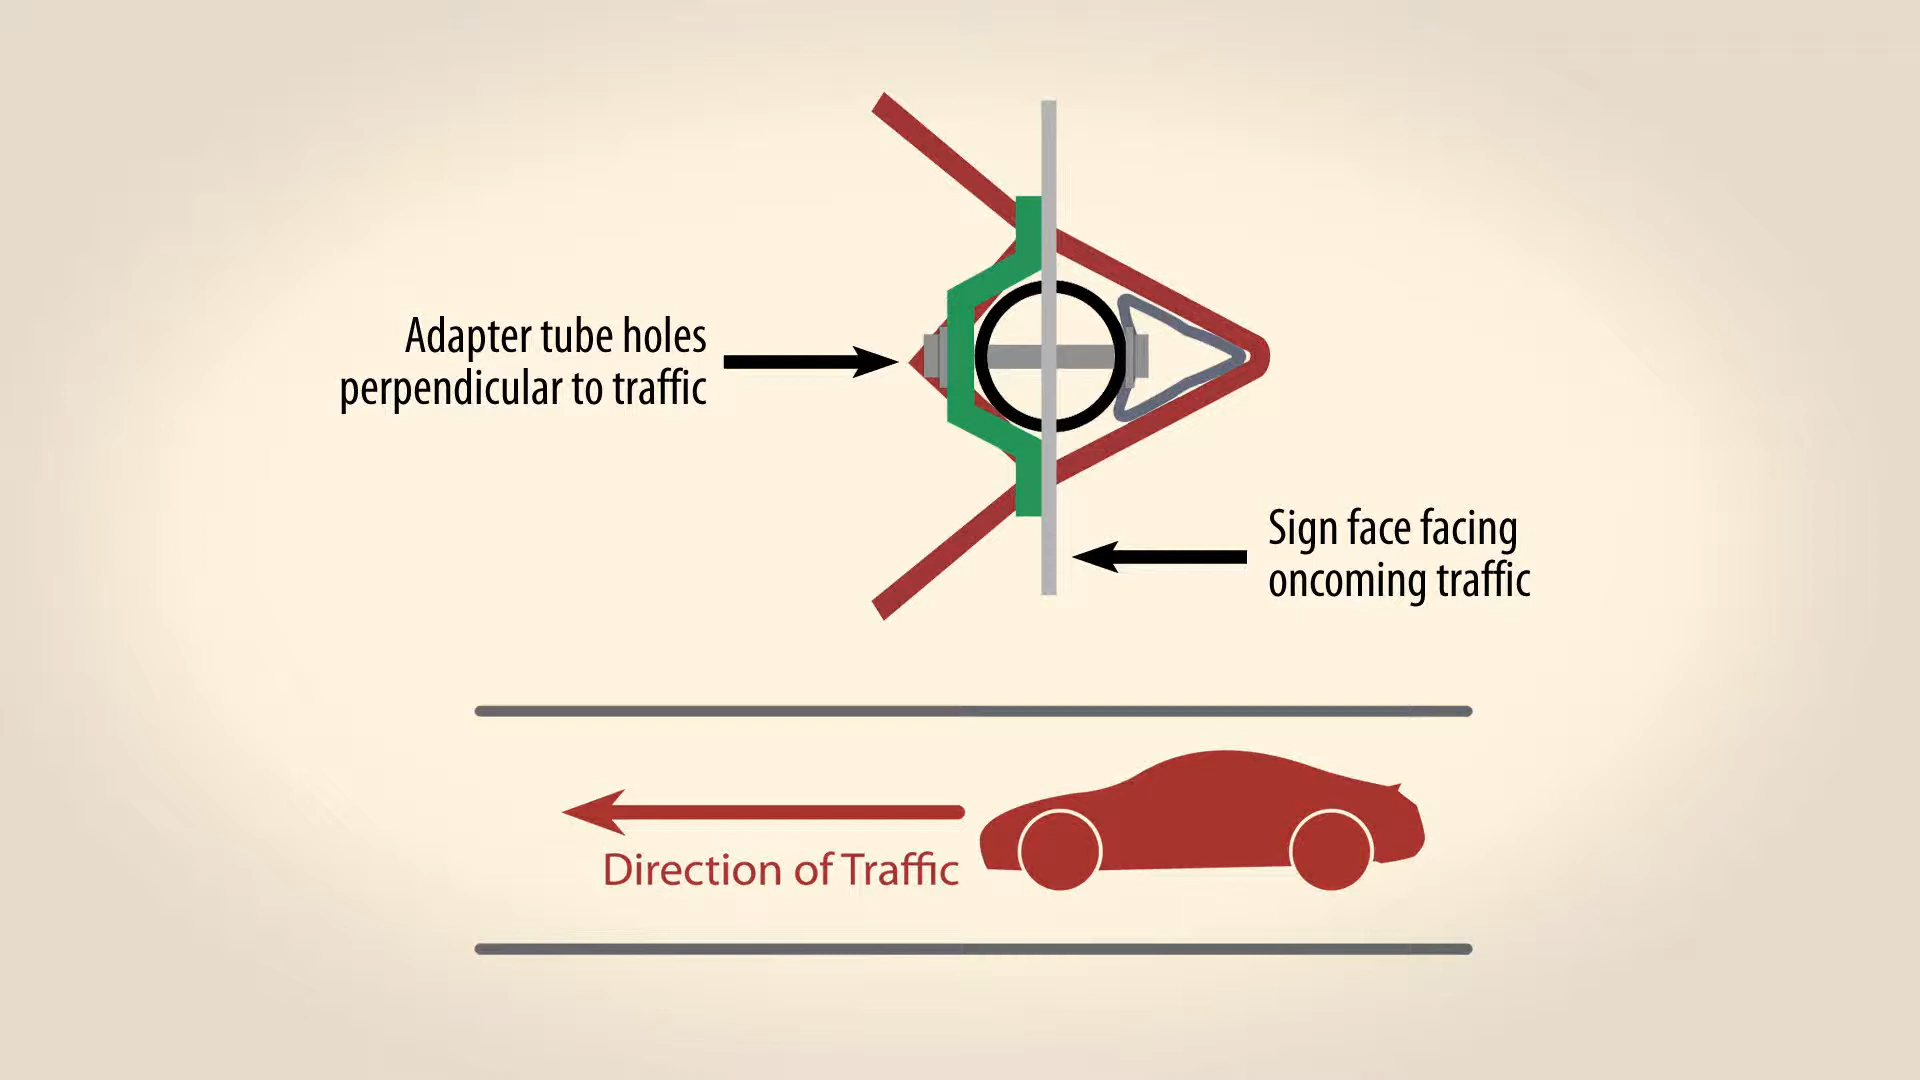 Adapter tube holes
perpendicular to traffic
Sign face facing
oncoming traffic
Direction of Traffic